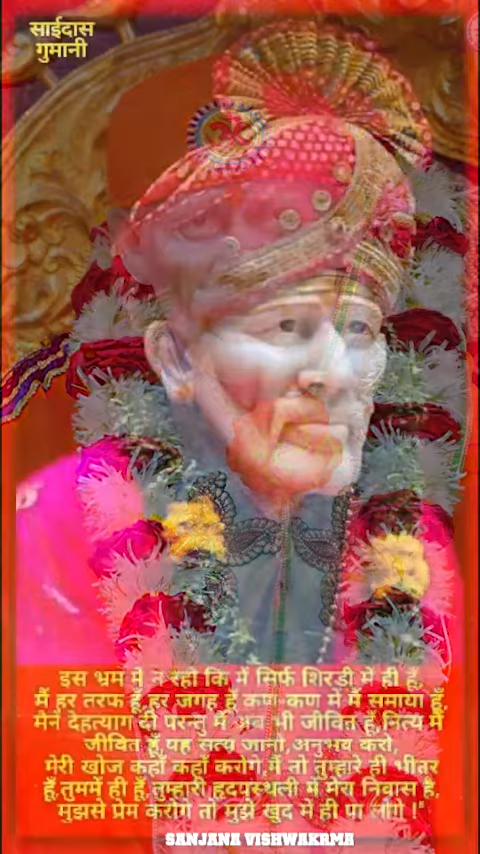 साईदास
गुमानी
इस भ्रम में न रहो कि में सिर्फ शिरडी में ही हूँ,
मैं हर तरफ हूँ,हर जगह हूँ कण कण में मैं समाया हूँ,
मैने देहत्याग दी परन्तु मैं अब भी जीवित हूँ,नित्य मैं
जीवित हूँ,यह सत्य जानो,अनुभव करो,
मेरी खोज कहाँ कहाँ करोगे,मैं तो तुम्हारे ही भीतर
हूँ,तुममें ही हूँ,तुम्हारी हृदयस्थली में मेरा निवास है,
मुझसे प्रेम करोगे तो मुझे खुद में ही पा लोगे !"
SANJANA VISHWAKRMA